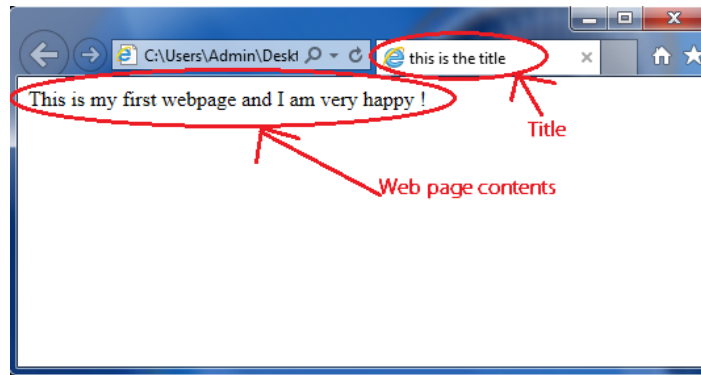 C:\Users\Admin\Deskt
this is the title
This is my first webpage and I am very happy !
Title
Web page contents